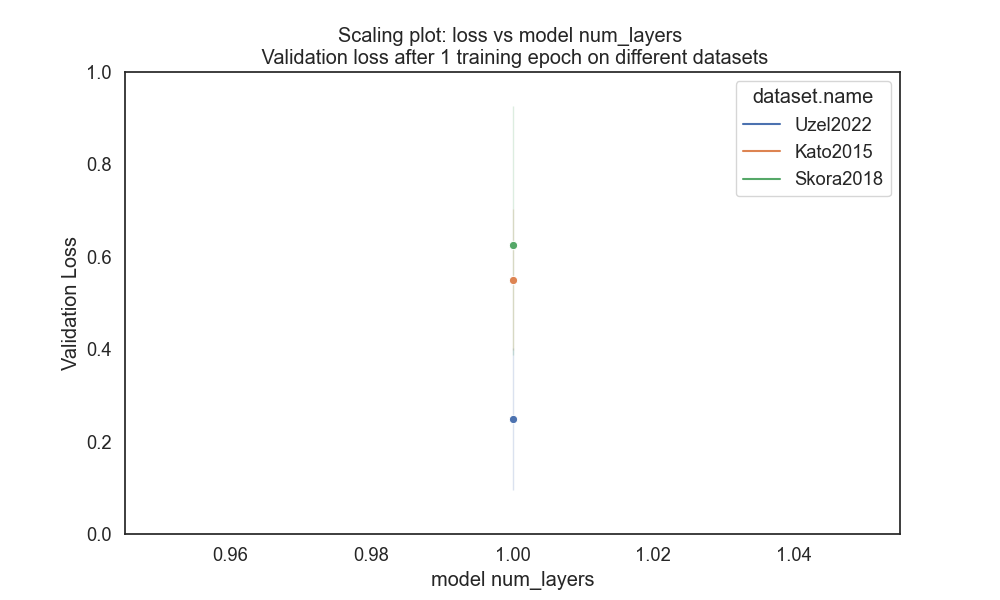 Scaling plot: loss vs model num_layers
Validation loss after 1 training epoch on different datasets
dataset.name
Uzel2022
Kato2015
Skora2018
Validation Loss
1.0
0.8
0.6
0.4
0.2
0.0
0.96
0.98
1.00
1.02
1.04
model num_layers